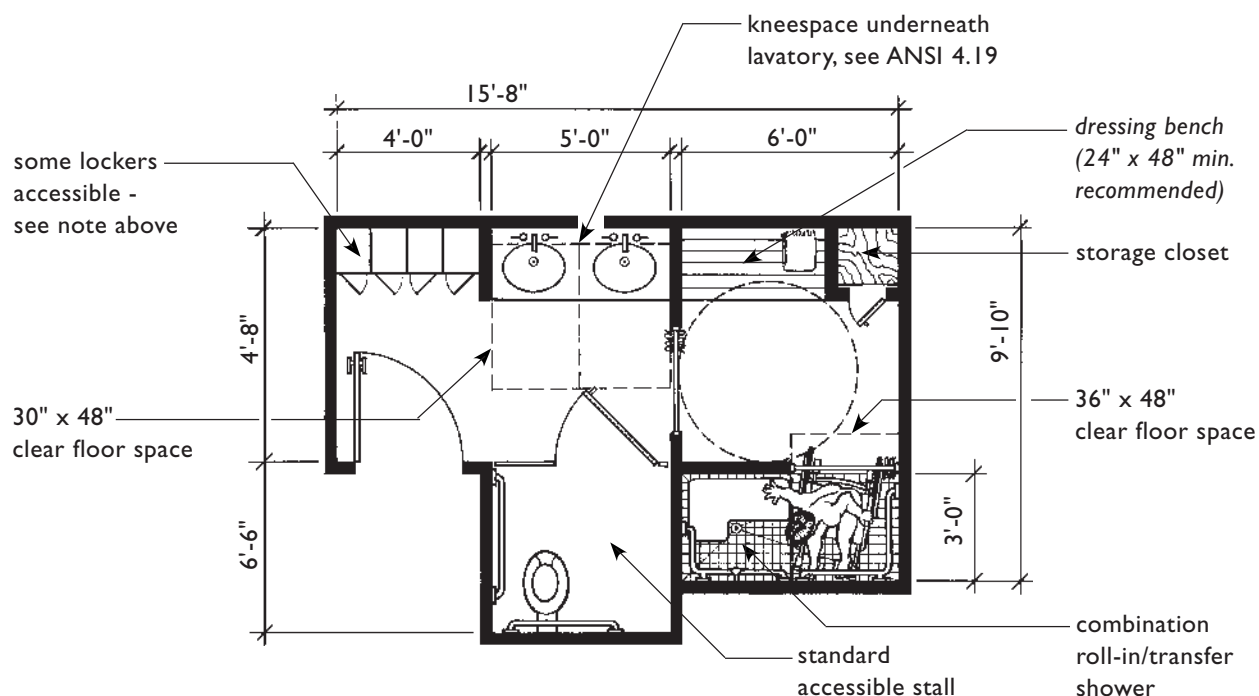 kneespace underneath
lavatory, see ANSI 4.19
15'-8"
4'-0"
5'-0"
6'-0"
dressing bench
(24" x 48" min.
recommended)
some lockers
accessible -
see note above
storage closet
4'-8"
9'-10"
30" x 48"
clear floor space
36" x 48"
clear floor space
6'-6"
3'-0"
standard
accessible stall
combination
roll-in/transfer
shower